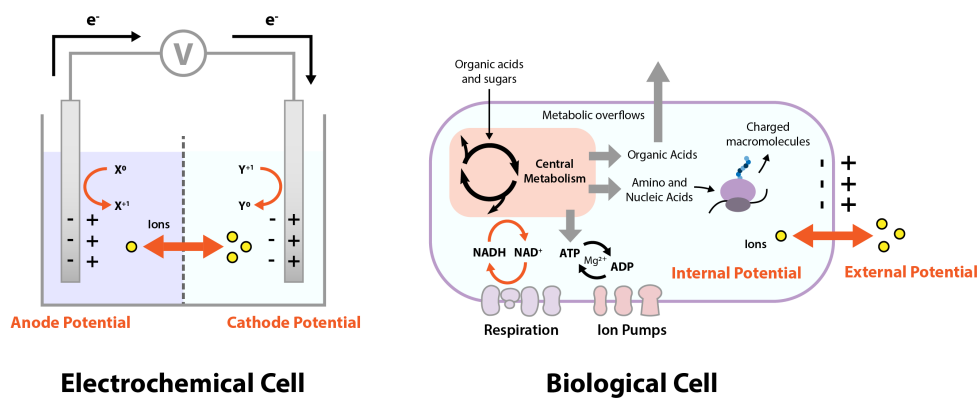 e⁻
e⁻
V
X⁰
X⁺¹
Y⁺¹
Y⁰
Ions
- +
- +
- +
- +
- +
- +
Anode Potential
Cathode Potential
Electrochemical Cell
Organic acids
and sugars
Metabolic overflows
Central
Metabolism
Organic Acids
Amino and
Nucleic Acids
Charged
macromolecules
- +
- +
- +
NADH
NAD⁺
ATP
Mg²⁺
ADP
Ions
Internal Potential
External Potential
Respiration
Ion Pumps
Biological Cell